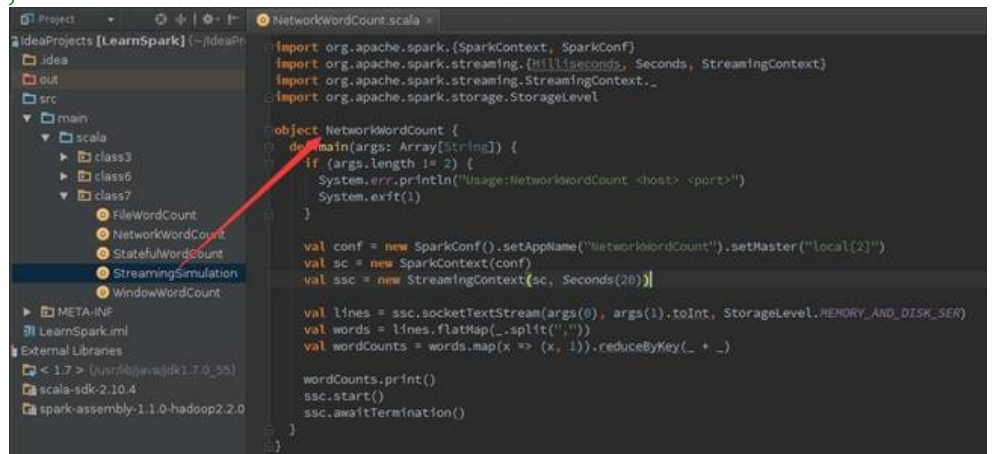 Project
NetworkWordCount.scala
IdeaProjects [LearnSpark] (~/IdeaPr
.idea
out
src
main
scala
class3
class6
class7
FileWordCount
NetworkWordCount
StatefulWordCount
StreamingSimulation
WindowWordCount
META-INF
LearnSpark.iml
External Libraries
< 1.7 > (/usr/lib/java/jdk1.7.0_55)
scala-sdk-2.10.4
spark-assembly-1.1.0-hadoop2.2.0
import org.apache.spark.{SparkContext, SparkConf}
import org.apache.spark.streaming.{Milliseconds, Seconds, StreamingContext}
import org.apache.spark.streaming.StreamingContext._
import org.apache.spark.storage.StorageLevel
object NetworkWordCount {
def main(args: Array[String]) {
if (args.length != 2) {
System.err.println("Usage:NetworkWordCount <host> <port>")
System.exit(1)
}
val conf = new SparkConf().setAppName("NetworkWordCount").setMaster("local[2]")
val sc = new SparkContext(conf)
val ssc = new StreamingContext(sc, Seconds(20))
val lines = ssc.socketTextStream(args(0), args(1).toInt, StorageLevel.MEMORY_AND_DISK_SER)
val words = lines.flatMap(_.split(","))
val wordCounts = words.map(x => (x, 1)).reduceByKey(_ + _)
wordCounts.print()
ssc.start()
ssc.awaitTermination()
}
}